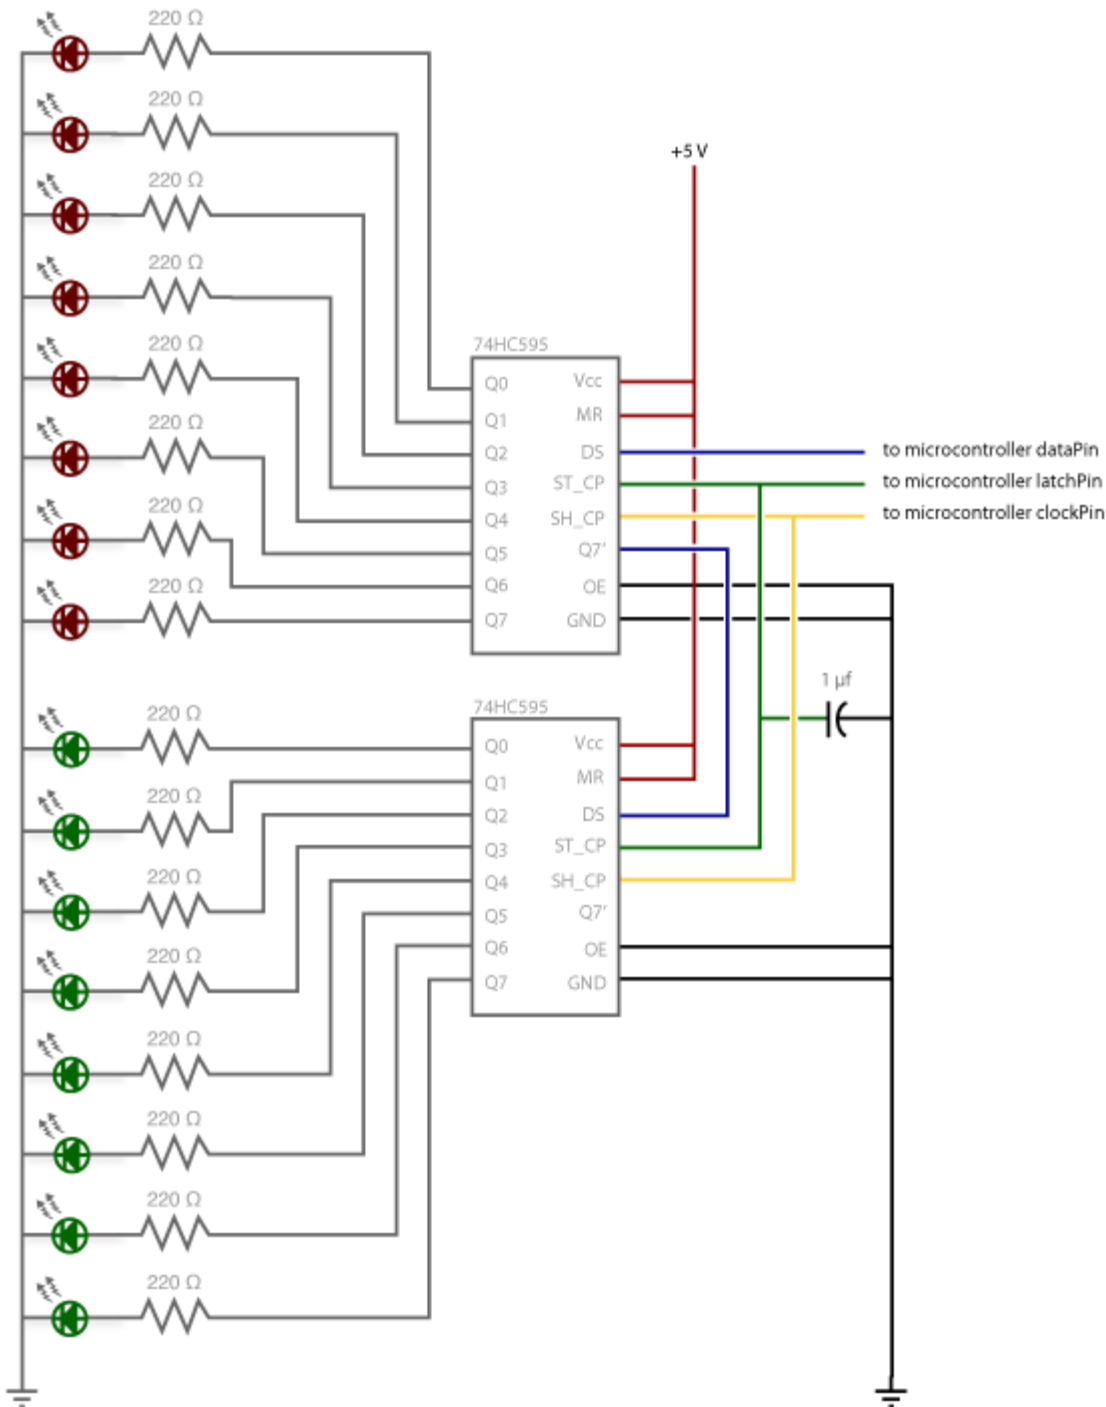 220 Ω
220 Ω
220 Ω
220 Ω
220 Ω
220 Ω
220 Ω
220 Ω
+5 V
74HC595
Q0 Vcc
Q1 MR
Q2 DS to microcontroller dataPin
Q3 ST_CP to microcontroller latchPin
Q4 SH_CP to microcontroller clockPin
Q5 Q7'
Q6 OE
Q7 GND
1 µf
74HC595
Q0 Vcc
Q1 MR
Q2 DS
Q3 ST_CP
Q4 SH_CP
Q5 Q7'
Q6 OE
Q7 GND
220 Ω
220 Ω
220 Ω
220 Ω
220 Ω
220 Ω
220 Ω
220 Ω